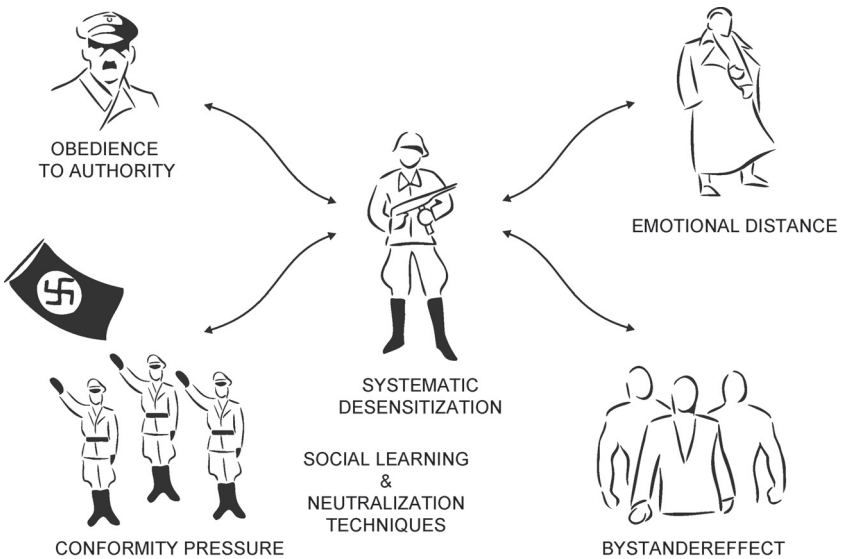 OBEDIENCE
TO AUTHORITY
EMOTIONAL DISTANCE
SYSTEMATIC
DESENSITIZATION
SOCIAL LEARNING
&
NEUTRALIZATION
TECHNIQUES
CONFORMITY PRESSURE
BYSTANDEREFFECT